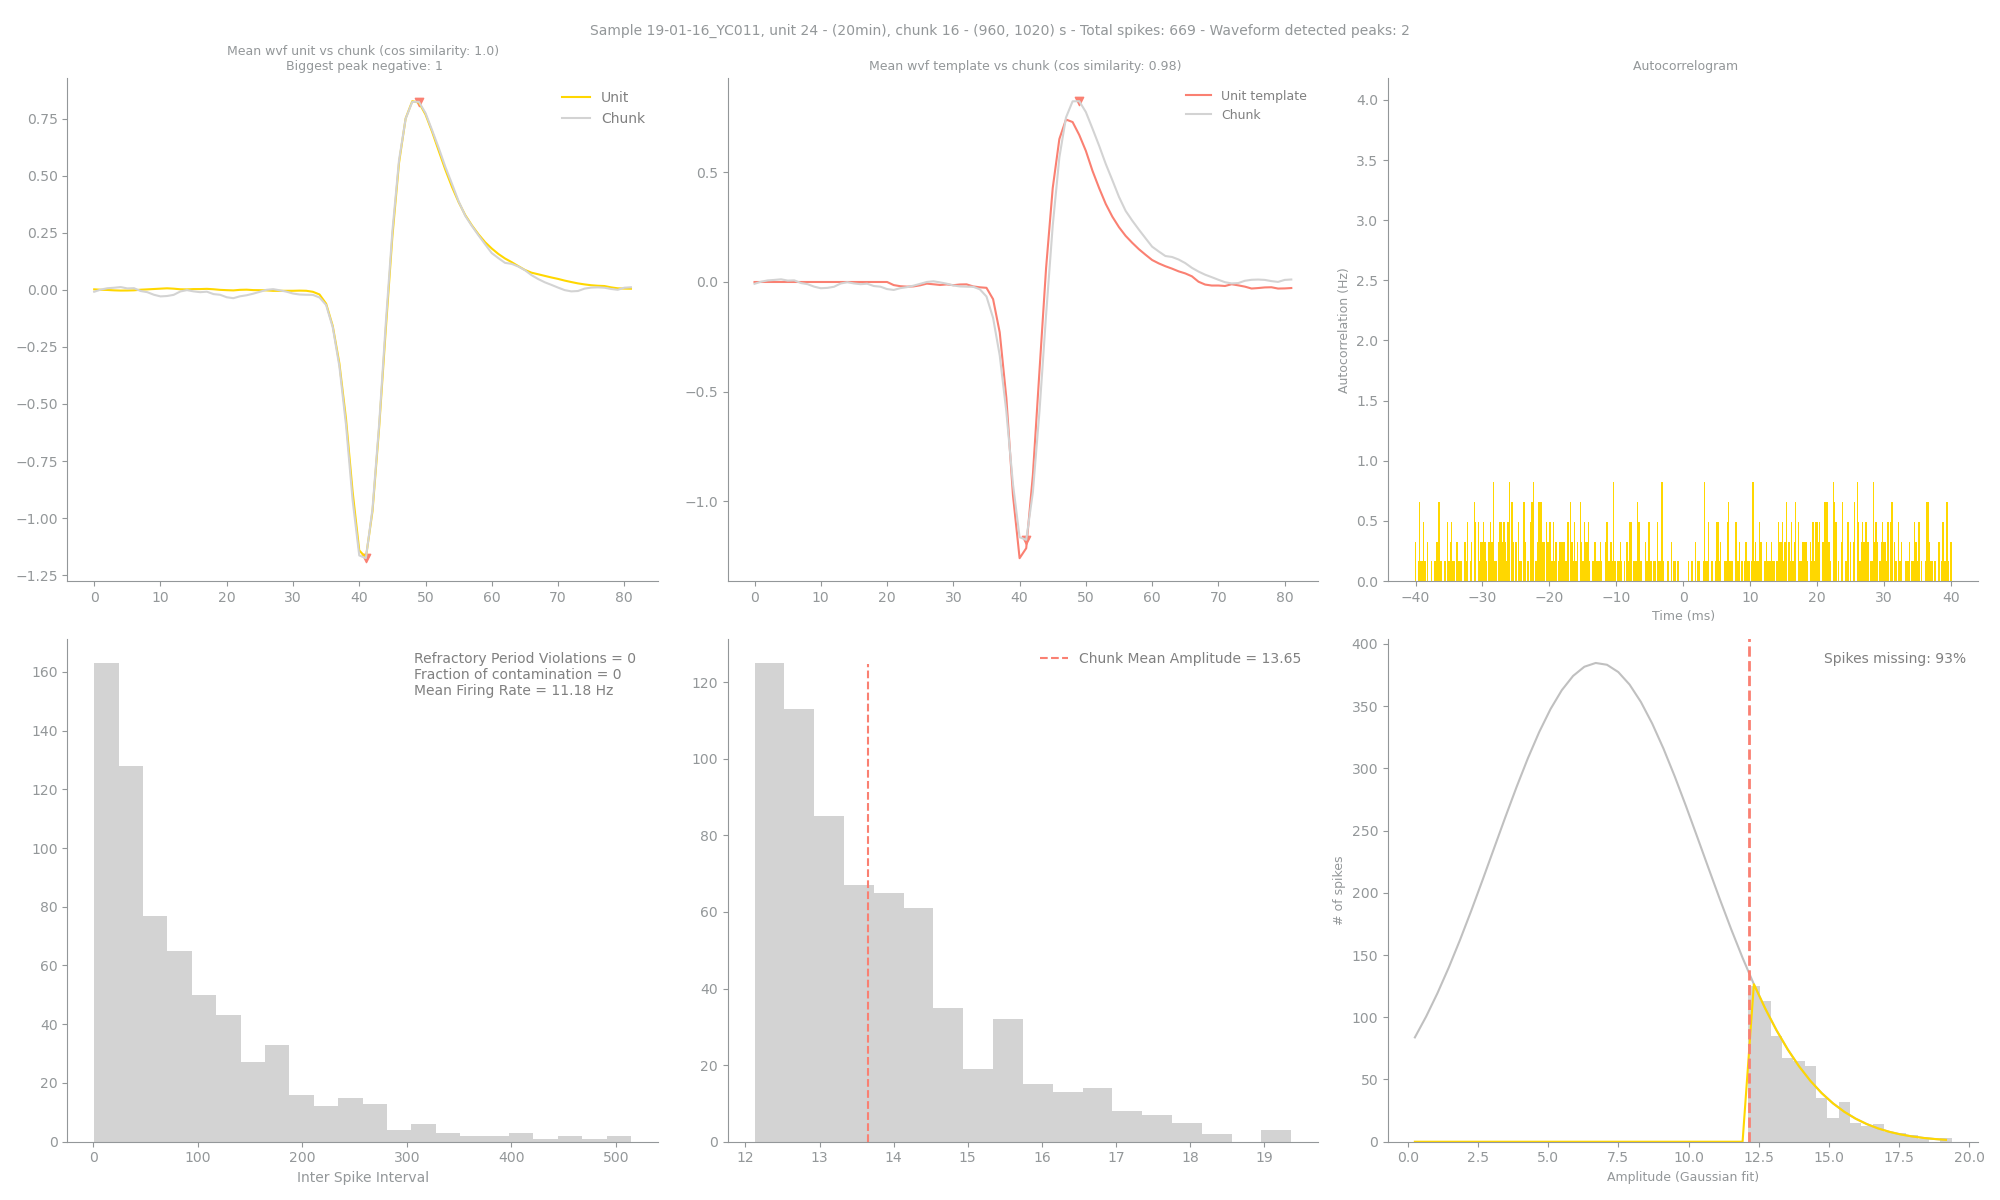 Sample 19-01-16_YC011, unit 24 - (20min), chunk 16 - (960, 1020) s - Total spikes: 669 - Waveform detected peaks: 2
Mean wvf unit vs chunk (cos similarity: 1.0)
Biggest peak negative: 1
Unit
Chunk
0.75
0.50
0.25
0.00
−0.25
−0.50
−0.75
−1.00
−1.25
0 10 20 30 40 50 60 70 80
Mean wvf template vs chunk (cos similarity: 0.98)
Unit template
Chunk
0.5
0.0
−0.5
−1.0
0 10 20 30 40 50 60 70 80
Autocorrelogram
Autocorrelation (Hz)
4.0
3.5
3.0
2.5
2.0
1.5
1.0
0.5
0.0
−40 −30 −20 −10 0 10 20 30 40
Time (ms)
Refractory Period Violations = 0
Fraction of contamination = 0
Mean Firing Rate = 11.18 Hz
160
140
120
100
80
60
40
20
0
0 100 200 300 400 500
Inter Spike Interval
Chunk Mean Amplitude = 13.65
120
100
80
60
40
20
0
12 13 14 15 16 17 18 19
Spikes missing: 93%
# of spikes
400
350
300
250
200
150
100
50
0
0.0 2.5 5.0 7.5 10.0 12.5 15.0 17.5 20.0
Amplitude (Gaussian fit)